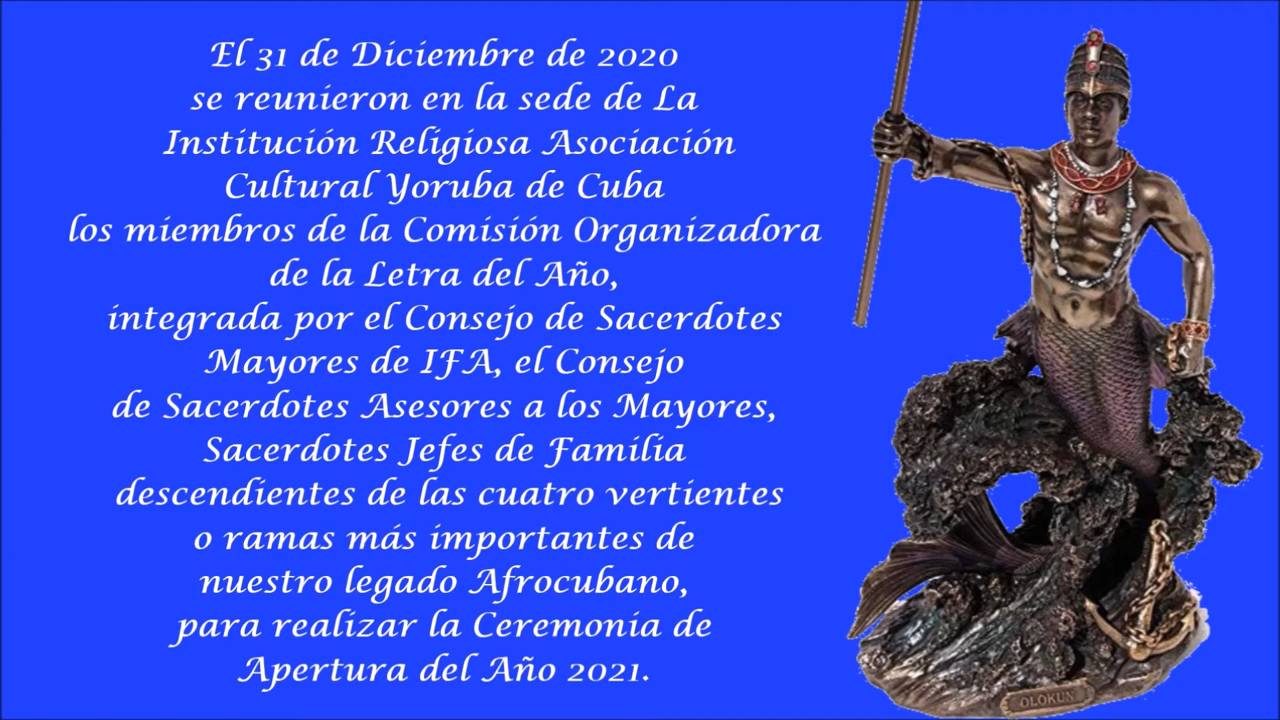 El 31 de Diciembre de 2020
se reunieron en la sede de La
Institución Religiosa Asociación
Cultural Yoruba de Cuba
los miembros de la Comisión Organizadora
de la Letra del Año,
integrada por el Consejo de Sacerdotes
Mayores de IFA, el Consejo
de Sacerdotes Asesores a los Mayores,
Sacerdotes Jefes de Familia
descendientes de las cuatro vertientes
o ramas más importantes de
nuestro legado Afrocubano,
para realizar la Ceremonia de
Apertura del Año 2021.
OLOKUN